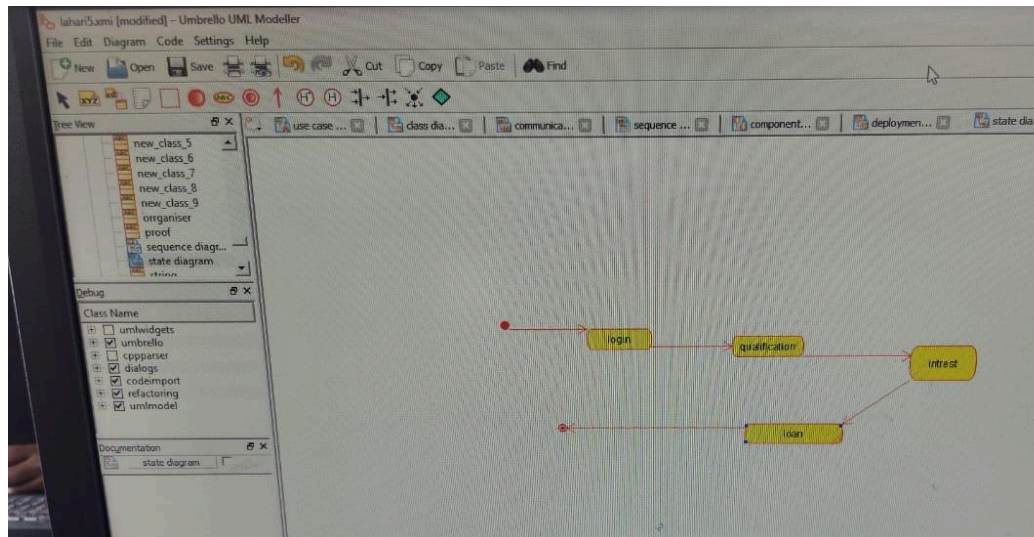 lahari5.xmi [modified] – Umbrello UML Modeller
File Edit Diagram Code Settings Help
New Open Save Cut Copy Paste Find
XYZ ABC H* H
Tree View
use case ... class dia... communica... sequence ... component... deploymen... state dia
new_class_5
new_class_6
new_class_7
new_class_8
new_class_9
orrganiser
proof
sequence diagr...
state diagram
string
Debug
Class Name
umlwidgets
umbrello
cppparser
dialogs
codeimport
refactoring
umlmodel
Documentation
state diagram
login
qualification
intrest
loan